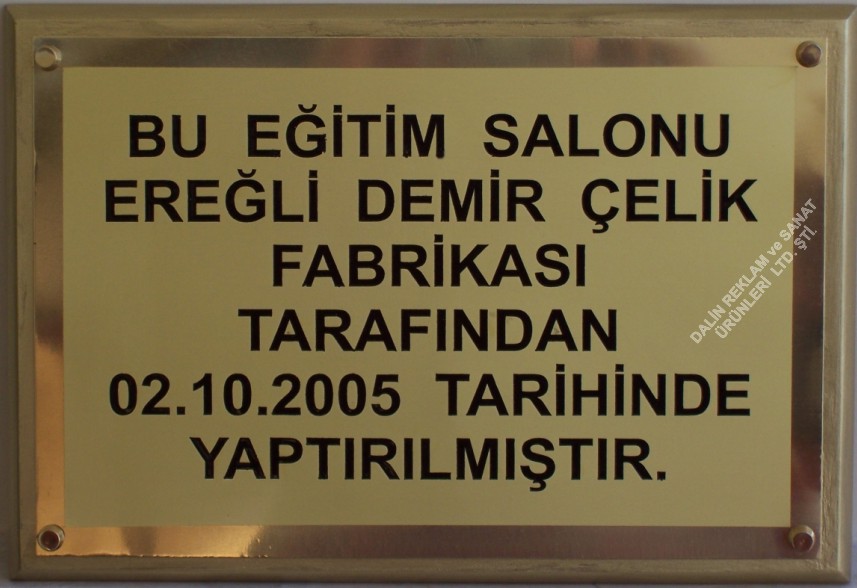 BU EĞİTİM SALONU
EREĞLİ DEMİR ÇELİK
FABRİKASI
TARAFINDAN
02.10.2005 TARİHİNDE
YAPTIRILMIŞTIR.
DALİN REKLAM ve SANAT
ÜRÜNLERİ LTD. ŞTİ.